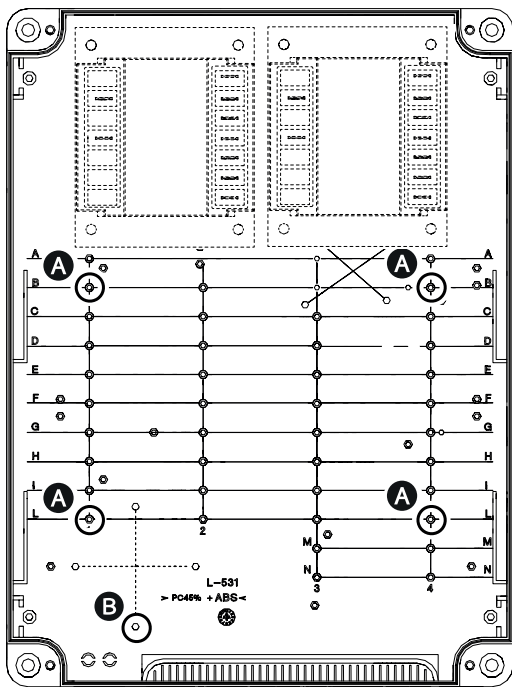 A A
A A
B B
C C
D D
E E
F F
G G
H H
I I
A A
L L
2
M M
N N
L-531
3 4
> PC45% +ABS<
B